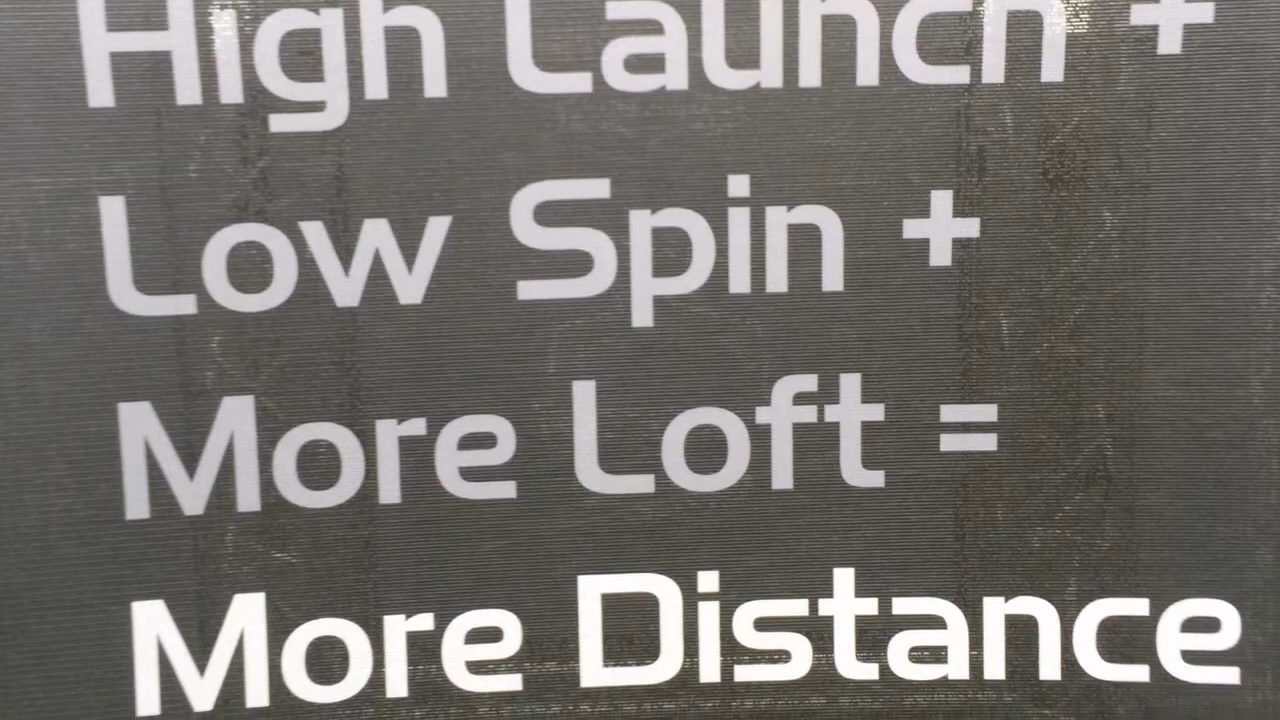 High Launch +
Low Spin +
More Loft =
More Distance